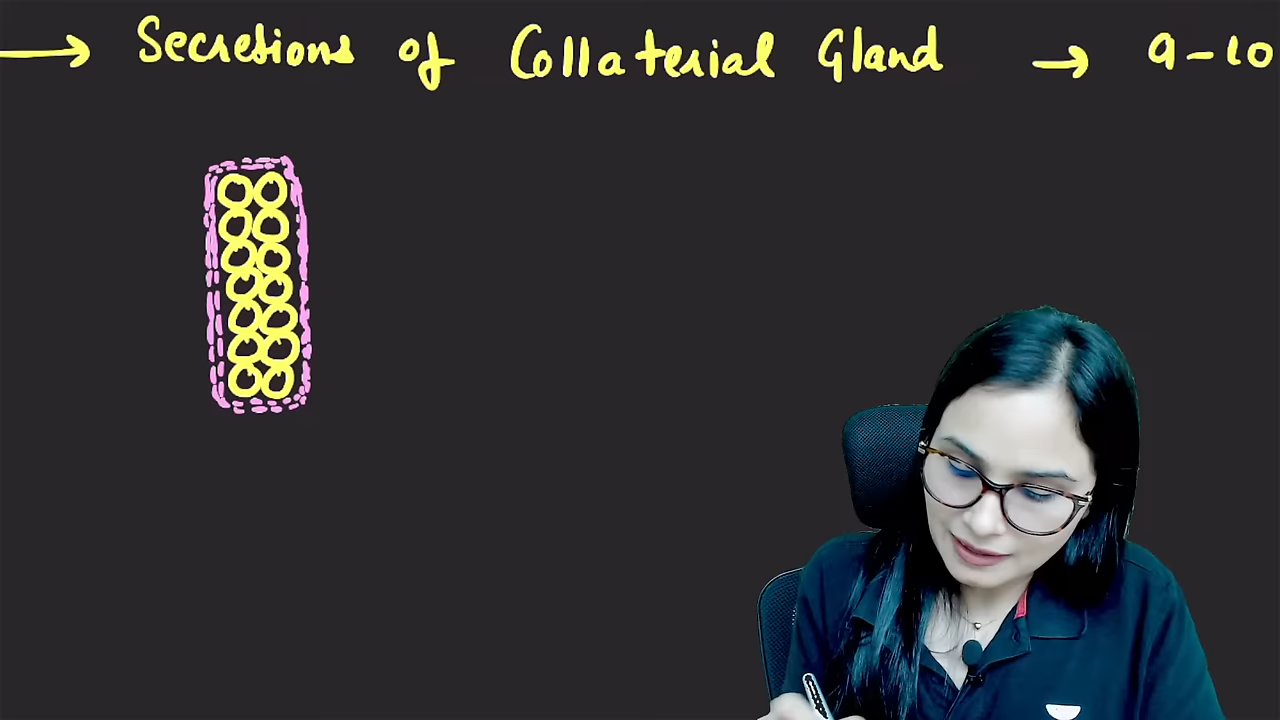 → Secretions of Collaterial Gland → 9-10